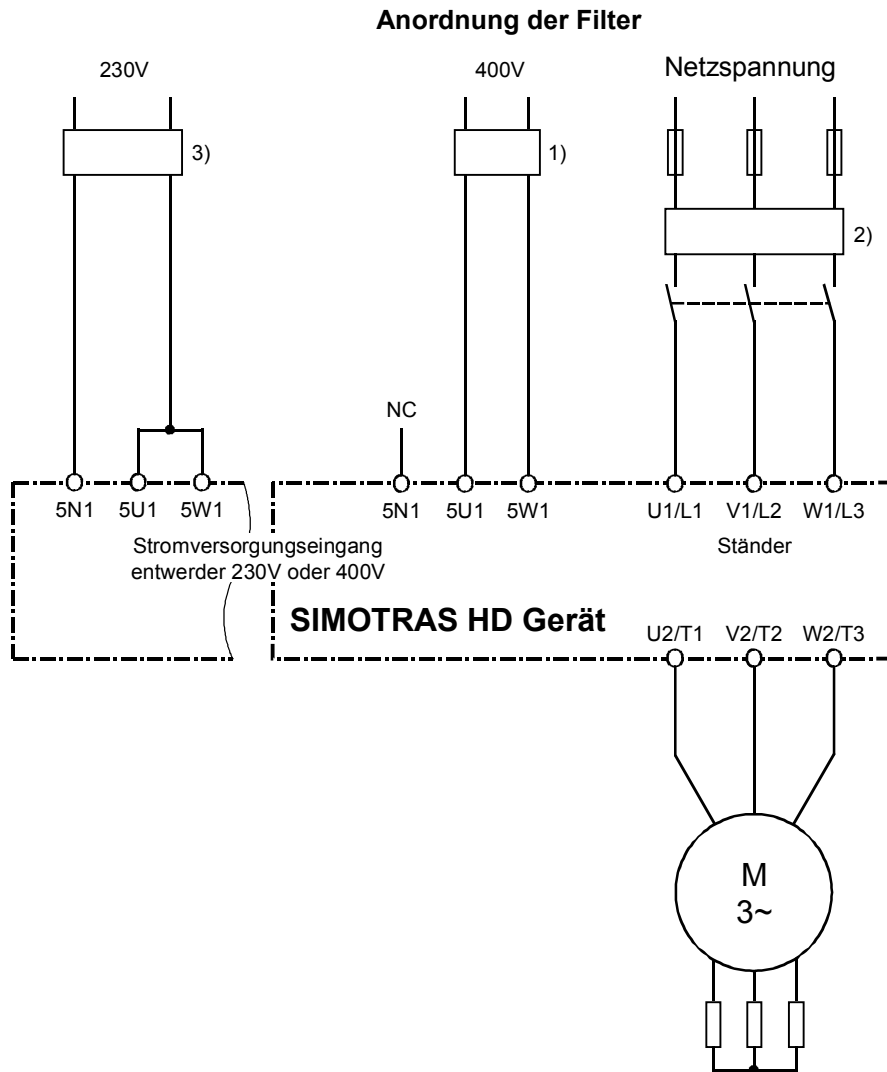 Anordnung der Filter
230V
400V
Netzspannung
3)
1)
2)
NC
5N1 5U1 5W1
5N1 5U1 5W1
U1/L1 V1/L2 W1/L3
Stromversorgungseingang
entwerder 230V oder 400V
Ständer
SIMOTRAS HD Gerät
U2/T1 V2/T2 W2/T3
M
3~